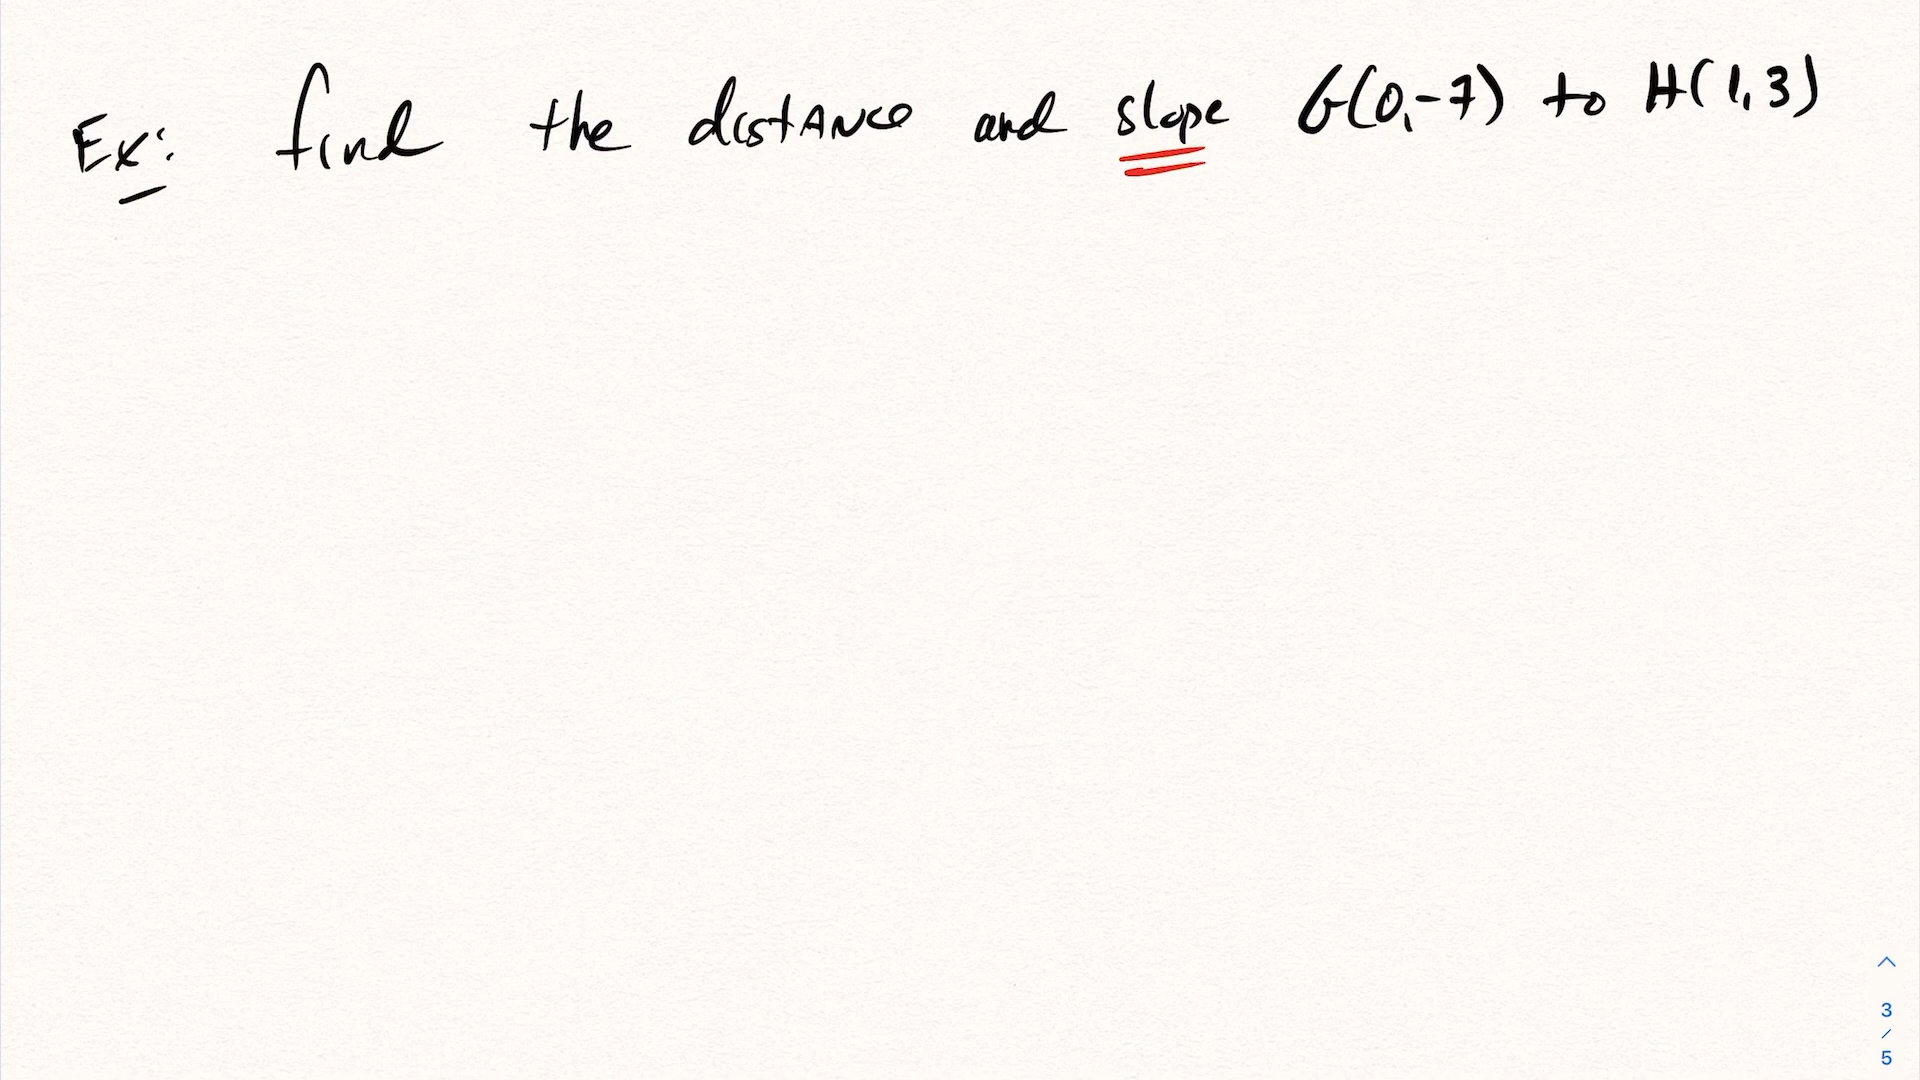 Ex: find the distance and slope G(0,-7) to H(1,3)
3
/
5